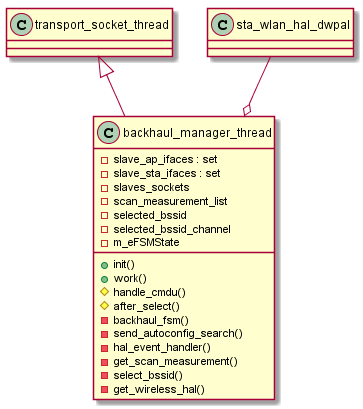 C transport_socket_thread
C sta_wlan_hal_dwpal
C backhaul_manager_thread
slave_ap_ifaces : set
slave_sta_ifaces : set
slaves_sockets
scan_measurement_list
selected_bssid
selected_bssid_channel
m_eFSMState
init()
work()
handle_cmdu()
after_select()
backhaul_fsm()
send_autoconfig_search()
hal_event_handler()
get_scan_measurement()
select_bssid()
get_wireless_hal()